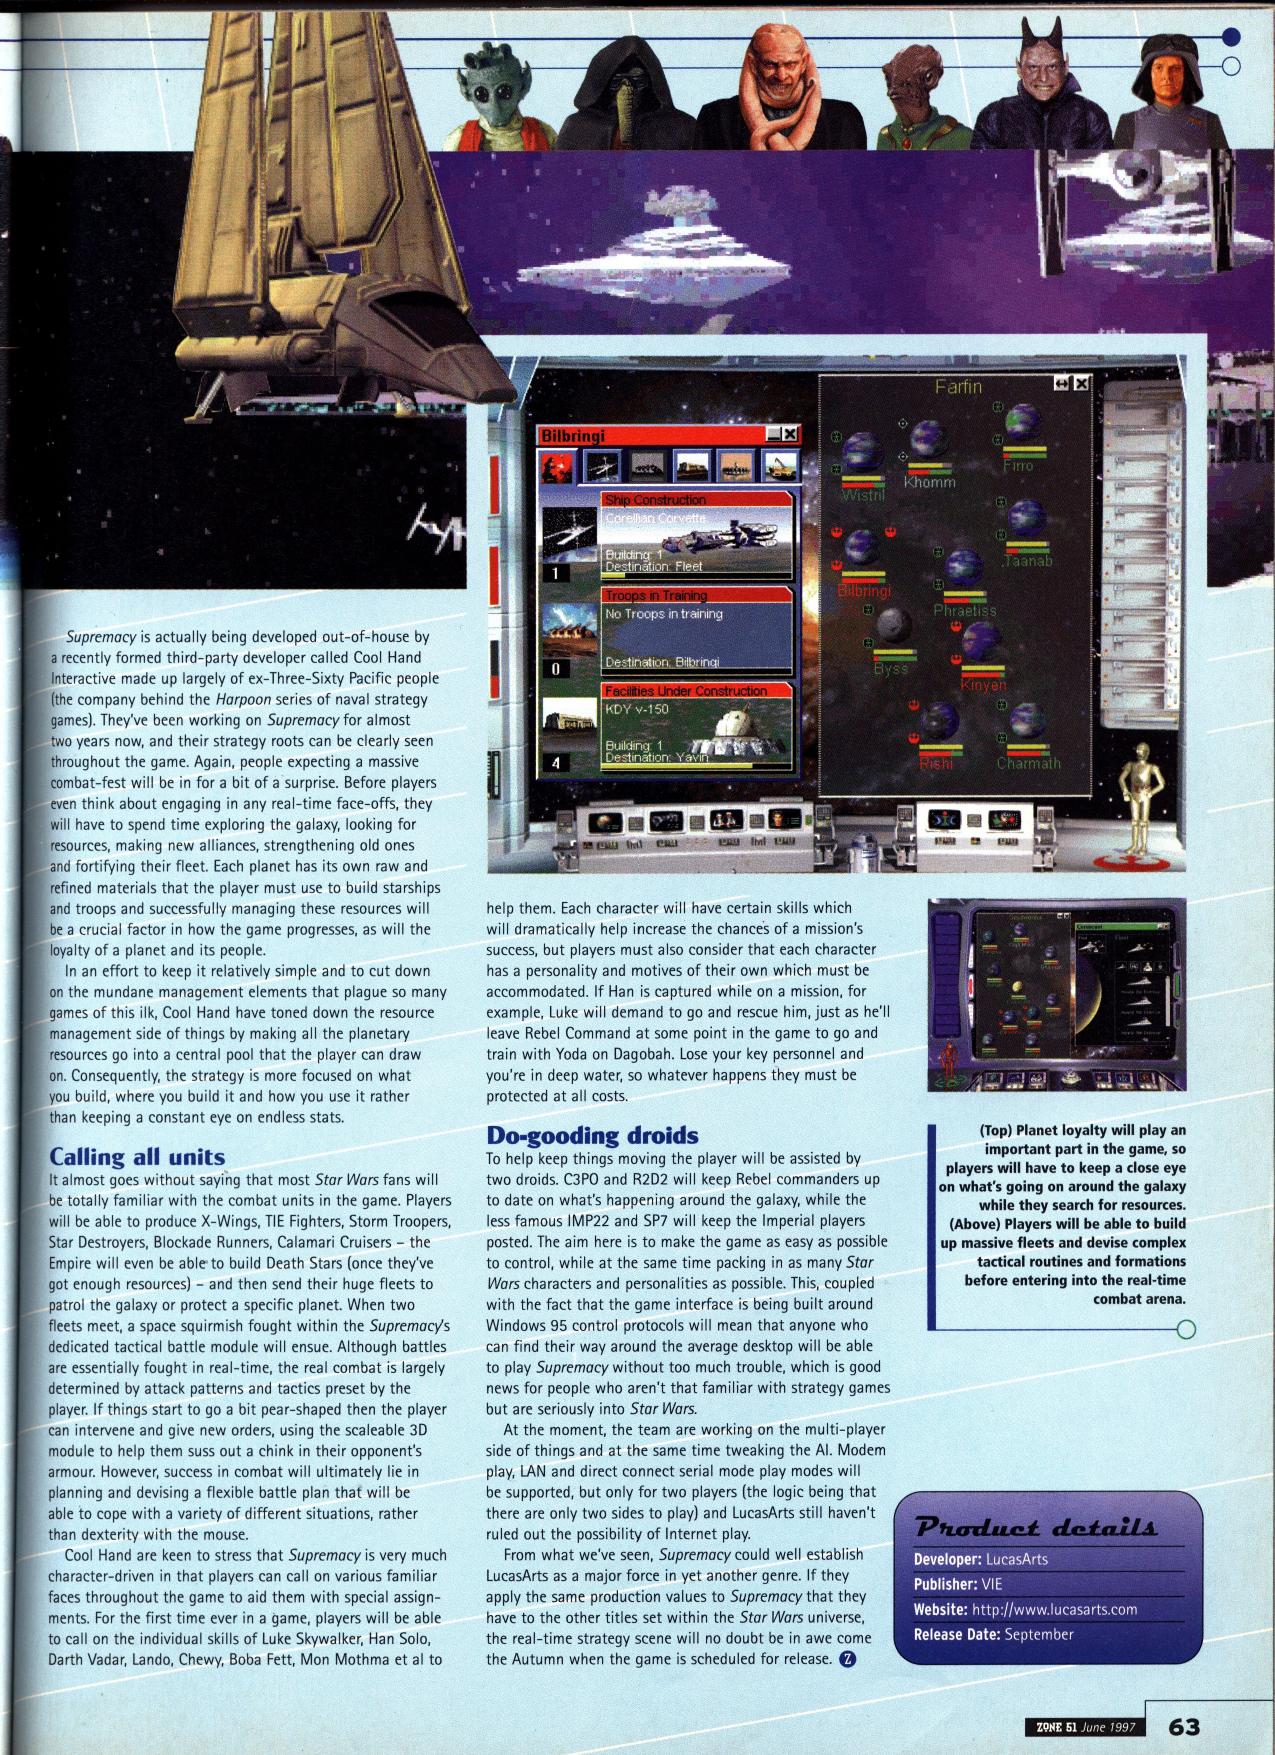 Farfin
Bilbringi
Firro
Wistril
Khomm
Ship Construction
Corellian Corvette
Building: 1
Destination: Fleet
1
Taanab
Bilbringi
Phraetiss
Troops in Training
No Troops in training
Destination: Bilbringi
0
Byss
Kinyen
Facilities Under Construction
KDY v-150
Building: 1
Destination: Yavin
4
Rishi
Charmath
Supremacy is actually being developed out-of-house by
a recently formed third-party developer called Cool Hand
Interactive made up largely of ex-Three-Sixty Pacific people
(the company behind the Harpoon series of naval strategy
games). They've been working on Supremacy for almost
two years now, and their strategy roots can be clearly seen
throughout the game. Again, people expecting a massive
combat-fest will be in for a bit of a surprise. Before players
even think about engaging in any real-time face-offs, they
will have to spend time exploring the galaxy, looking for
resources, making new alliances, strengthening old ones
and fortifying their fleet. Each planet has its own raw and
refined materials that the player must use to build starships
and troops and successfully managing these resources will
be a crucial factor in how the game progresses, as will the
loyalty of a planet and its people.
In an effort to keep it relatively simple and to cut down
on the mundane management elements that plague so many
games of this ilk, Cool Hand have toned down the resource
management side of things by making all the planetary
resources go into a central pool that the player can draw
on. Consequently, the strategy is more focused on what
you build, where you build it and how you use it rather
than keeping a constant eye on endless stats.
Calling all units
It almost goes without saying that most Star Wars fans will
be totally familiar with the combat units in the game. Players
will be able to produce X-Wings, TIE Fighters, Storm Troopers,
Star Destroyers, Blockade Runners, Calamari Cruisers – the
Empire will even be able to build Death Stars (once they've
got enough resources) – and then send their huge fleets to
patrol the galaxy or protect a specific planet. When two
fleets meet, a space squirmish fought within the Supremacy's
dedicated tactical battle module will ensue. Although battles
are essentially fought in real-time, the real combat is largely
determined by attack patterns and tactics preset by the
player. If things start to go a bit pear-shaped then the player
can intervene and give new orders, using the scaleable 3D
module to help them suss out a chink in their opponent's
armour. However, success in combat will ultimately lie in
planning and devising a flexible battle plan that will be
able to cope with a variety of different situations, rather
than dexterity with the mouse.
Cool Hand are keen to stress that Supremacy is very much
character-driven in that players can call on various familiar
faces throughout the game to aid them with special assign-
ments. For the first time ever in a game, players will be able
to call on the individual skills of Luke Skywalker, Han Solo,
Darth Vadar, Lando, Chewy, Boba Fett, Mon Mothma et al to
help them. Each character will have certain skills which
will dramatically help increase the chances of a mission's
success, but players must also consider that each character
has a personality and motives of their own which must be
accommodated. If Han is captured while on a mission, for
example, Luke will demand to go and rescue him, just as he'll
leave Rebel Command at some point in the game to go and
train with Yoda on Dagobah. Lose your key personnel and
you're in deep water, so whatever happens they must be
protected at all costs.
Do-gooding droids
To help keep things moving the player will be assisted by
two droids. C3PO and R2D2 will keep Rebel commanders up
to date on what's happening around the galaxy, while the
less famous IMP22 and SP7 will keep the Imperial players
posted. The aim here is to make the game as easy as possible
to control, while at the same time packing in as many Star
Wars characters and personalities as possible. This, coupled
with the fact that the game interface is being built around
Windows 95 control protocols will mean that anyone who
can find their way around the average desktop will be able
to play Supremacy without too much trouble, which is good
news for people who aren't that familiar with strategy games
but are seriously into Star Wars.
At the moment, the team are working on the multi-player
side of things and at the same time tweaking the AI. Modem
play, LAN and direct connect serial mode play modes will
be supported, but only for two players (the logic being that
there are only two sides to play) and LucasArts still haven't
ruled out the possibility of Internet play.
From what we've seen, Supremacy could well establish
LucasArts as a major force in yet another genre. If they
apply the same production values to Supremacy that they
have to the other titles set within the Star Wars universe,
the real-time strategy scene will no doubt be in awe come
the Autumn when the game is scheduled for release. Z
(Top) Planet loyalty will play an
important part in the game, so
players will have to keep a close eye
on what's going on around the galaxy
while they search for resources.
(Above) Players will be able to build
up massive fleets and devise complex
tactical routines and formations
before entering into the real-time
combat arena.
Product details
Developer: LucasArts
Publisher: VIE
Website: http://www.lucasarts.com
Release Date: September
ZONE 51 June 1997 63